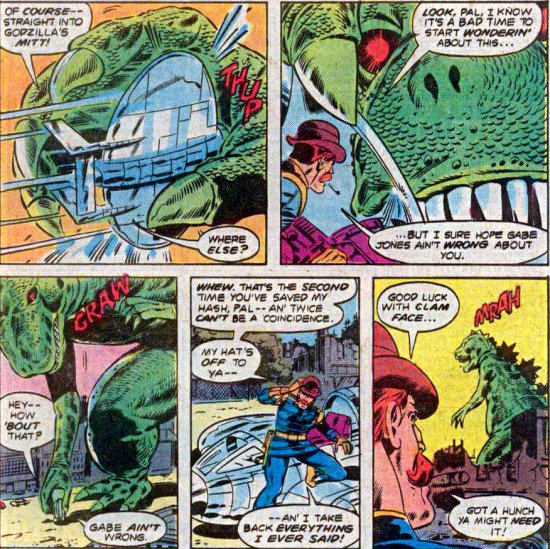 OF COURSE--
STRAIGHT INTO
GODZILLA'S
MITT!
THUP
WHERE
ELSE?
LOOK, PAL, I KNOW
IT'S A BAD TIME TO
START WONDERIN'
ABOUT THIS...
...BUT I SURE HOPE GABE
JONES AIN'T WRONG ABOUT
YOU.
GRAW
HEY--
HOW
'BOUT
THAT?
GABE AIN'T
WRONG.
WHEW. THAT'S THE SECOND
TIME YOU'VE SAVED MY
HASH, PAL--AN' TWICE
CAN'T BE A COINCIDENCE.
MY HAT'S
OFF TO
YA--
--AN' I TAKE
BACK EVERYTHING
I EVER SAID!
GOOD LUCK
WITH CLAM
FACE...
MRAH
GOT A HUNCH
YA MIGHT NEED
IT!